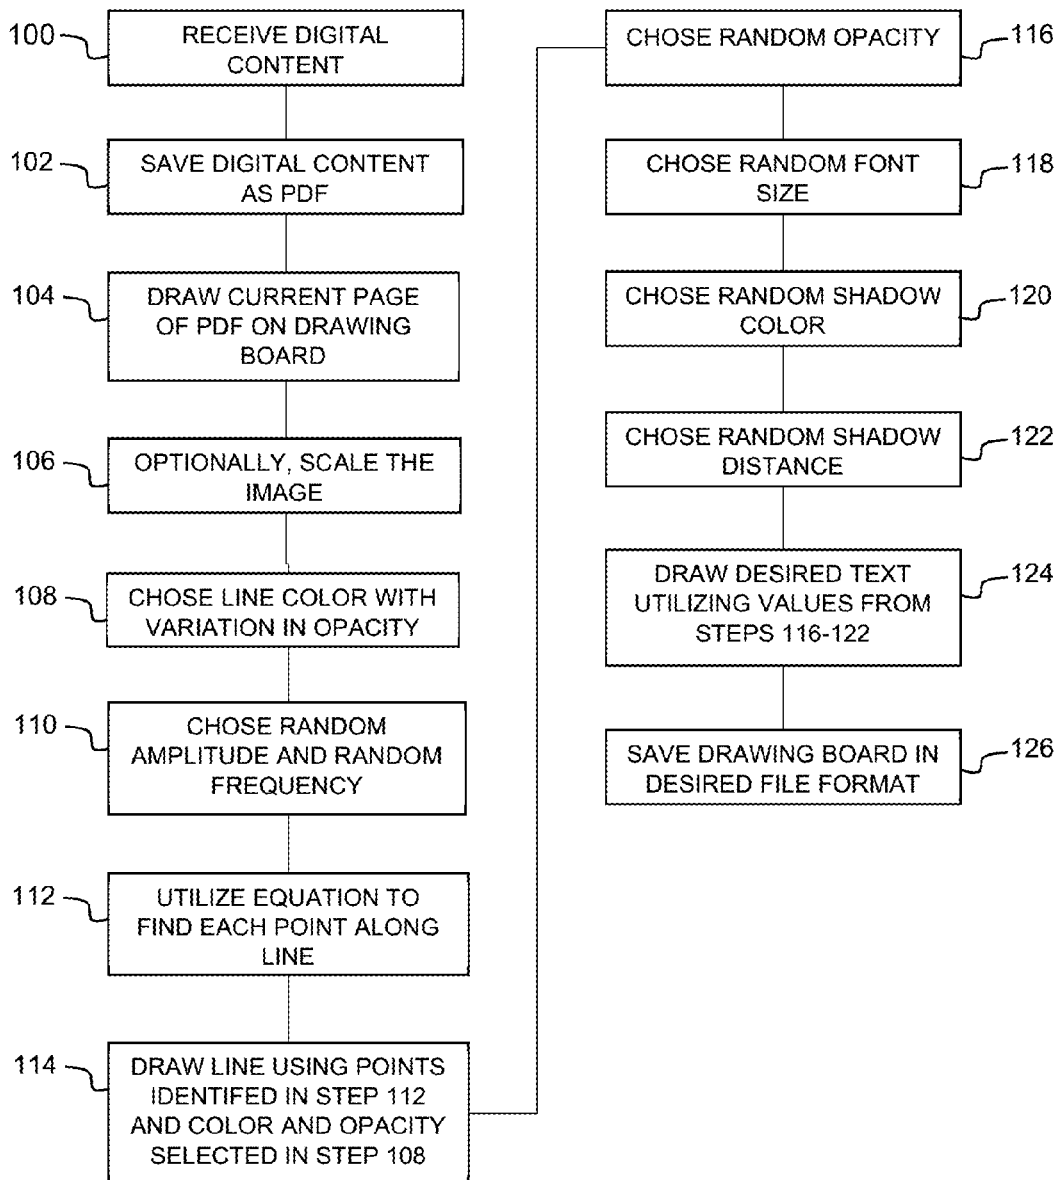 100
RECEIVE DIGITAL
CONTENT
102
SAVE DIGITAL CONTENT
AS PDF
104
DRAW CURRENT PAGE
OF PDF ON DRAWING
BOARD
106
OPTIONALLY, SCALE THE
IMAGE
108
CHOSE LINE COLOR WITH
VARIATION IN OPACITY
110
CHOSE RANDOM
AMPLITUDE AND RANDOM
FREQUENCY
112
UTILIZE EQUATION TO
FIND EACH POINT ALONG
LINE
114
DRAW LINE USING POINTS
IDENTIFED IN STEP 112
AND COLOR AND OPACITY
SELECTED IN STEP 108
CHOSE RANDOM OPACITY
116
CHOSE RANDOM FONT
SIZE
118
CHOSE RANDOM SHADOW
COLOR
120
CHOSE RANDOM SHADOW
DISTANCE
122
DRAW DESIRED TEXT
UTILIZING VALUES FROM
STEPS 116-122
124
SAVE DRAWING BOARD IN
DESIRED FILE FORMAT
126